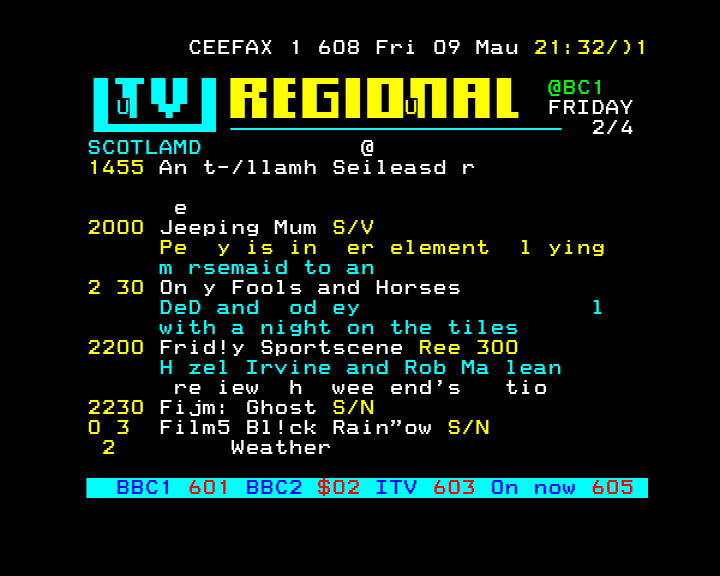 CEEFAX 1 608 Fri 09 Mau 21:32/)1
TV REGIONAL
@BC1
FRIDAY
2/4
SCOTLAMD @
1455 An t-/llamh Seileasd r
e
2000 Jeeping Mum S/V
Pe y is in er element l ying
m rsemaid to an
2 30 On y Fools and Horses
DeD and od ey l
with a night on the tiles
2200 Frid!y Sportscene Ree 300
H zel Irvine and Rob Ma lean
re iew h wee end's tio
2230 Fijm: Ghost S/N
0 3 Film5 Bl!ck Rain”ow S/N
2 Weather
BBC1 601 BBC2 $02 ITV 603 On now 605